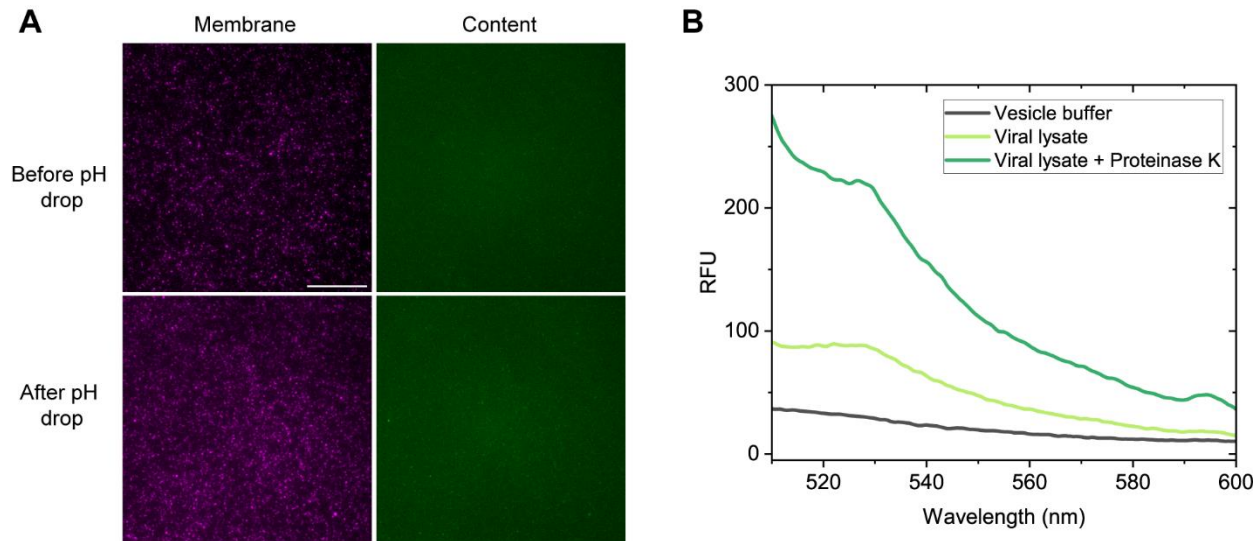 A
Membrane
Content
Before pH
drop
After pH
drop
B
300
200
100
0
RFU
Vesicle buffer
Viral lysate
Viral lysate + Proteinase K
520
540
560
580
600
Wavelength (nm)